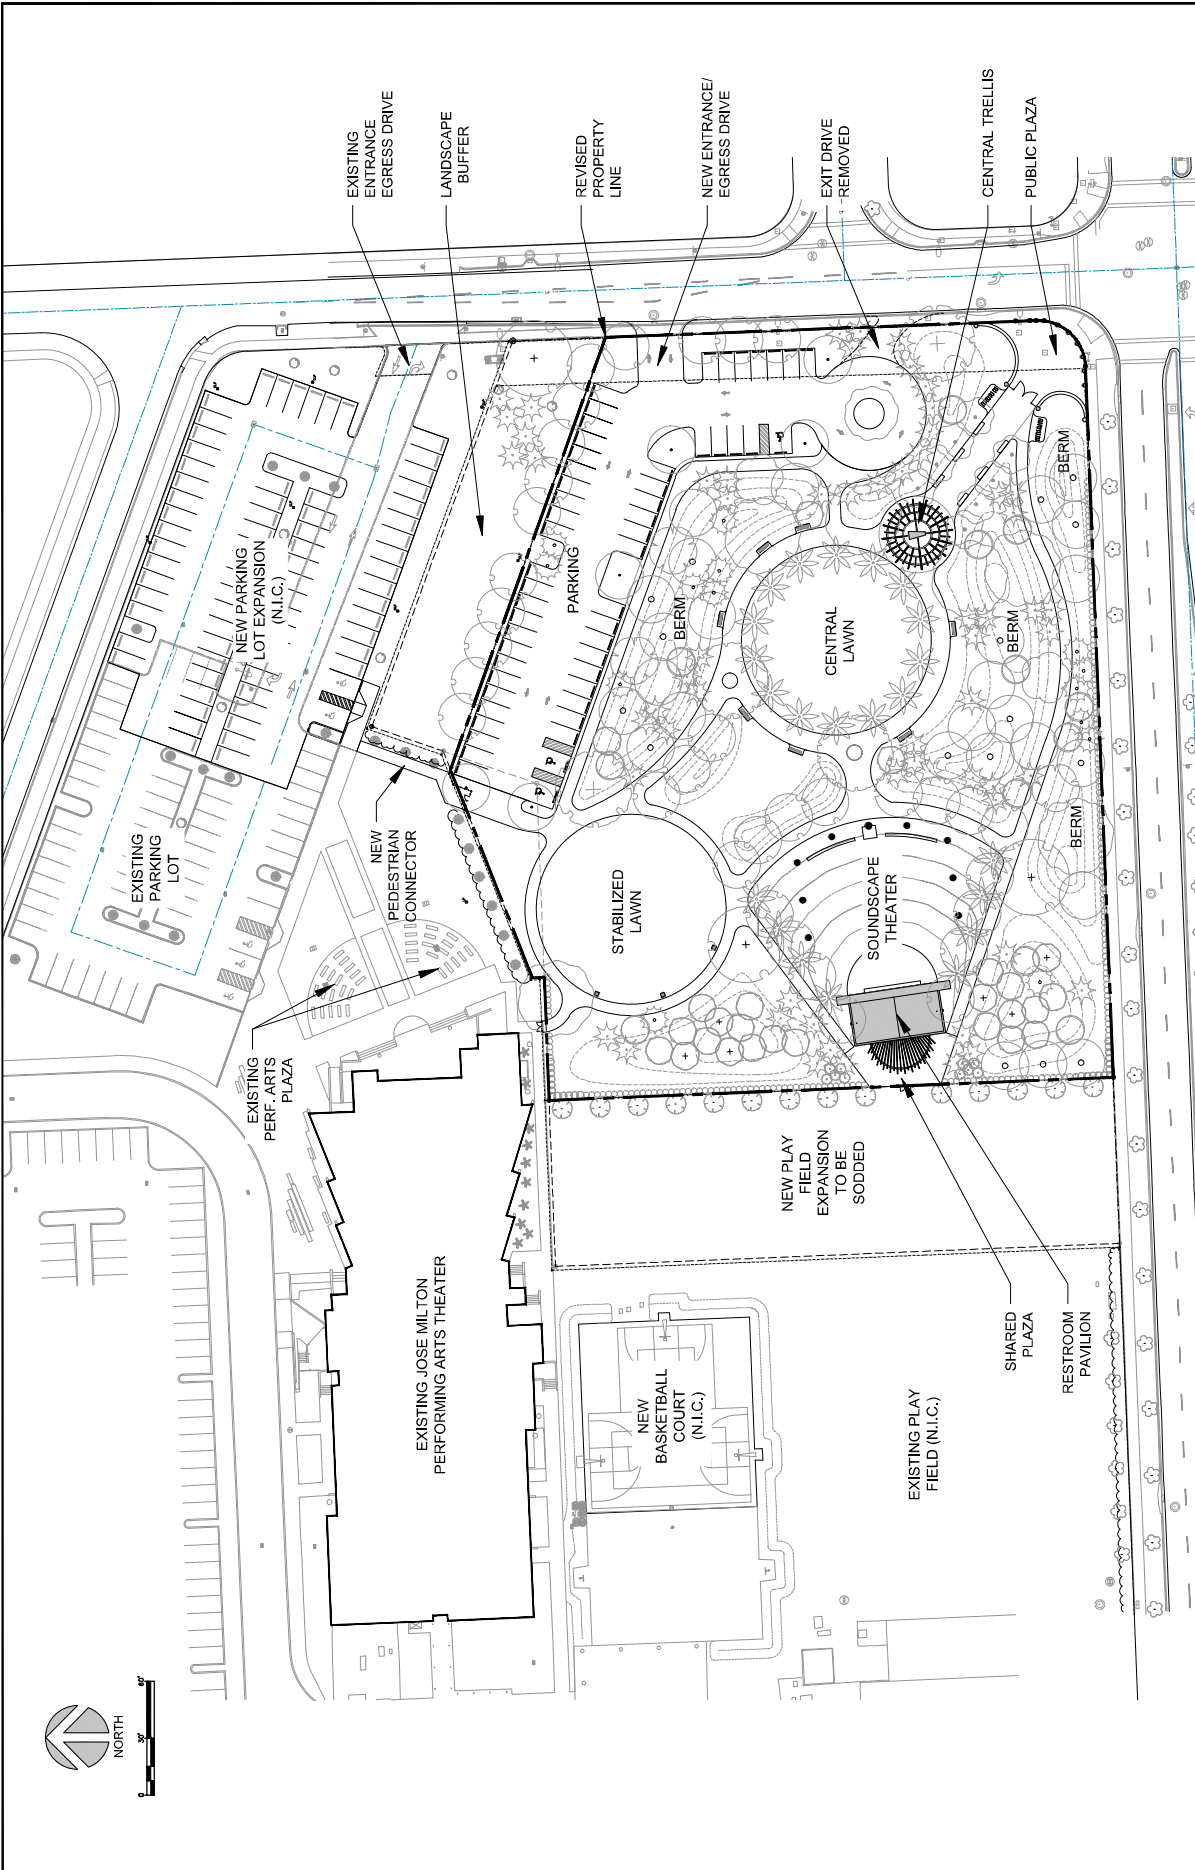 EXISTING
ENTRANCE
EGRESS DRIVE
LANDSCAPE
BUFFER
REVISED
PROPERTY
LINE
NEW ENTRANCE/
EGRESS DRIVE
EXIT DRIVE
REMOVED
CENTRAL TRELLIS
PUBLIC PLAZA
NEW PARKING
LOT EXPANSION
(N.I.C.)
PARKING
BERM
BERM
CENTRAL
LAWN
BERM
BERM
EXISTING
PARKING
LOT
NEW
PEDESTRIAN
CONNECTOR
STABILIZED
LAWN
SOUNDSCAPE
THEATER
EXISTING
PERF. ARTS
PLAZA
NEW PLAY
FIELD
EXPANSION
TO BE
SODDED
EXISTING JOSE MILTON
PERFORMING ARTS THEATER
NEW
BASKETBALL
COURT
(N.I.C.)
EXISTING PLAY
FIELD (N.I.C.)
SHARED
PLAZA
RESTROOM
PAVILION
NORTH
0
30'
60'